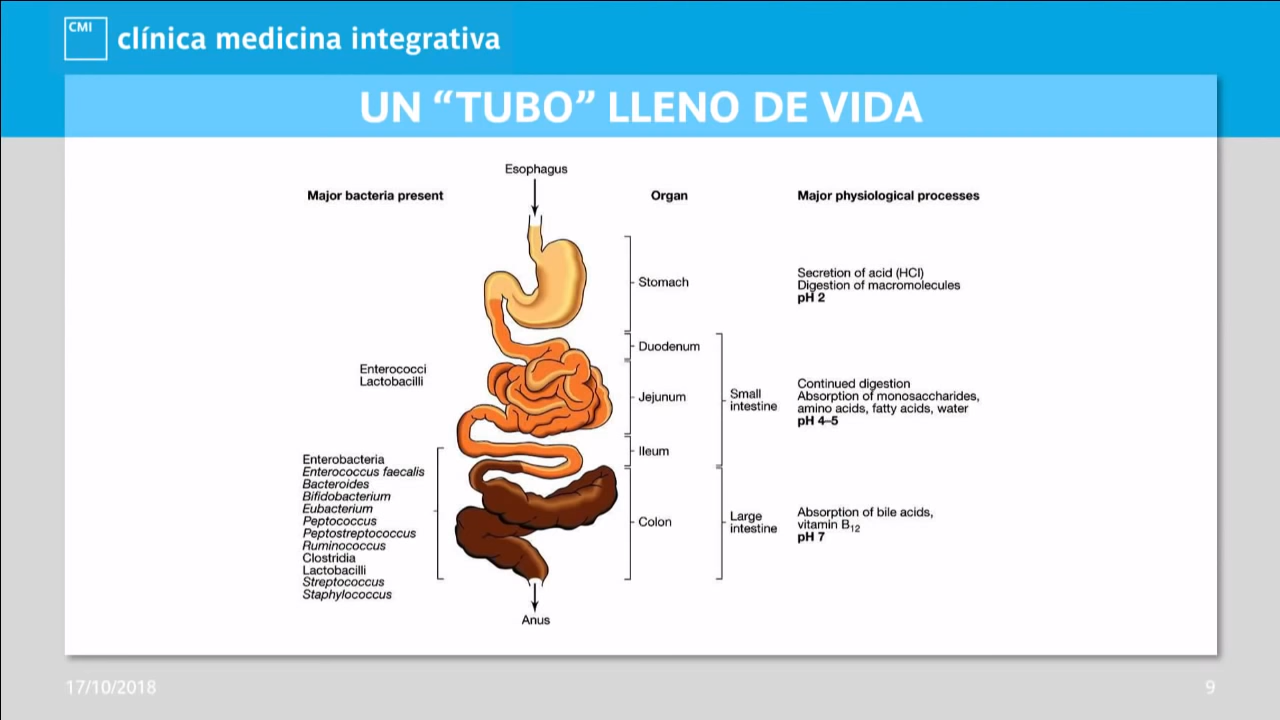 CMI
clínica medicina integrativa
UN “TUBO” LLENO DE VIDA
Esophagus
Major bacteria present
Organ
Major physiological processes
Stomach
Secretion of acid (HCl)
Digestion of macromolecules
pH 2
Duodenum
Enterococci
Lactobacilli
Jejunum
Small
intestine
Continued digestion
Absorption of monosaccharides,
amino acids, fatty acids, water
pH 4–5
Ileum
Enterobacteria
Enterococcus faecalis
Bacteroides
Bifidobacterium
Eubacterium
Peptococcus
Peptostreptococcus
Ruminococcus
Clostridia
Lactobacilli
Streptococcus
Staphylococcus
Colon
Large
intestine
Absorption of bile acids,
vitamin B12
pH 7
Anus
17/10/2018
9